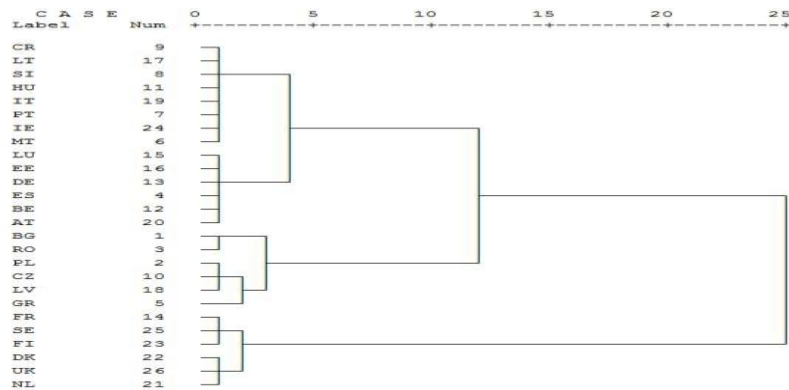 C A S E 0 5 10 15 20 25
Label Num +---------+---------+---------+---------+---------+
CR 9
LT 17
SI 8
HU 11
IT 19
PT 7
IE 24
MT 6
LU 15
EE 16
DE 13
ES 4
BE 12
AT 20
BG 1
RO 3
PL 2
CZ 10
LV 18
GR 5
FR 14
SE 25
FI 23
DK 22
UK 26
NL 21